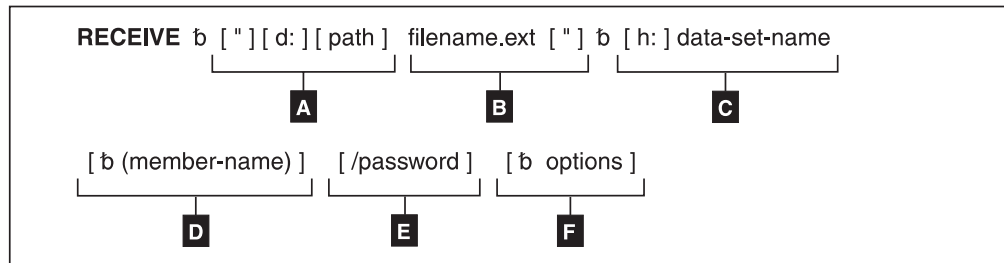 RECEIVE ƀ [ " ] [ d: ] [ path ] filename.ext [ " ] ƀ [ h: ] data-set-name
A B C
[ ƀ (member-name) ] [ /password ] [ ƀ options ]
D E F